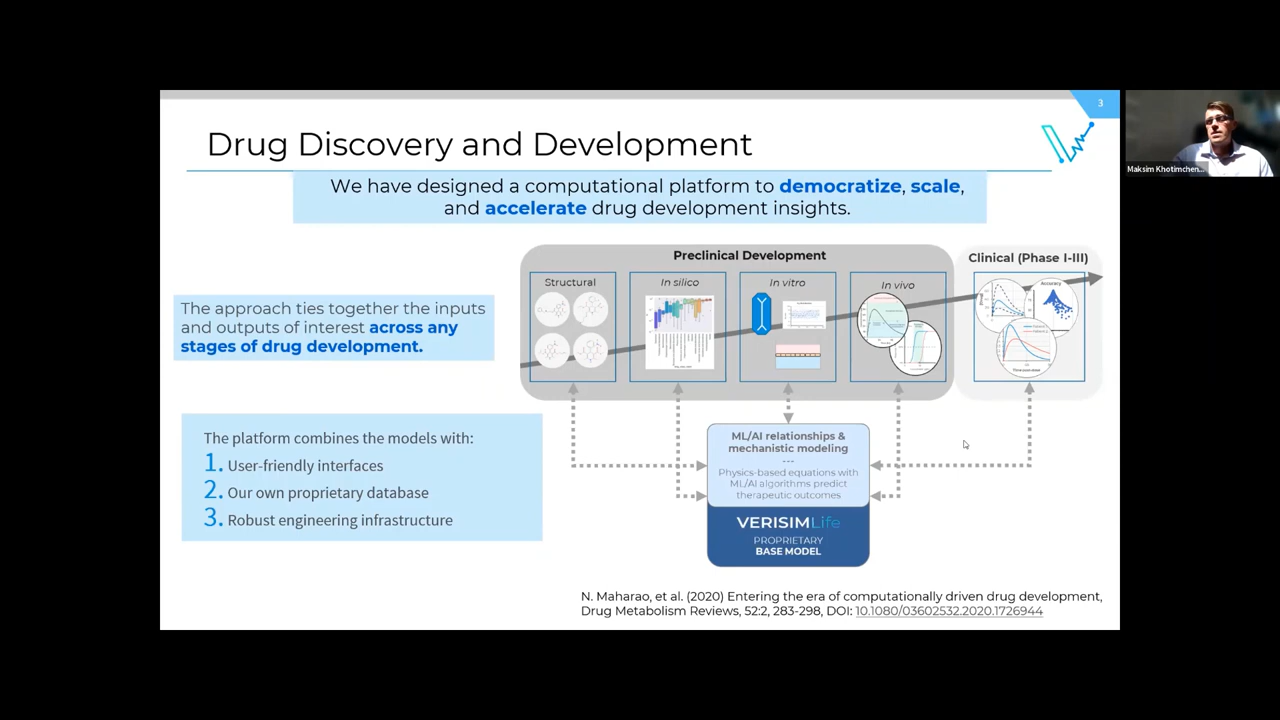 3
Drug Discovery and Development
We have designed a computational platform to democratize, scale,
and accelerate drug development insights.
Maksim Khotimchen...
Preclinical Development
Clinical (Phase I-III)
Structural
In silico
In vitro
In vivo
Accuracy
The approach ties together the inputs
and outputs of interest across any
stages of drug development.
The platform combines the models with:
1. User-friendly interfaces
2. Our own proprietary database
3. Robust engineering infrastructure
ML/AI relationships &
mechanistic modeling
---
Physics-based equations with
ML/AI algorithms predict
therapeutic outcomes
VERISIMLife
PROPRIETARY
BASE MODEL
N. Maharao, et al. (2020) Entering the era of computationally driven drug development,
Drug Metabolism Reviews, 52:2, 283-298, DOI: 10.1080/03602532.2020.1726944